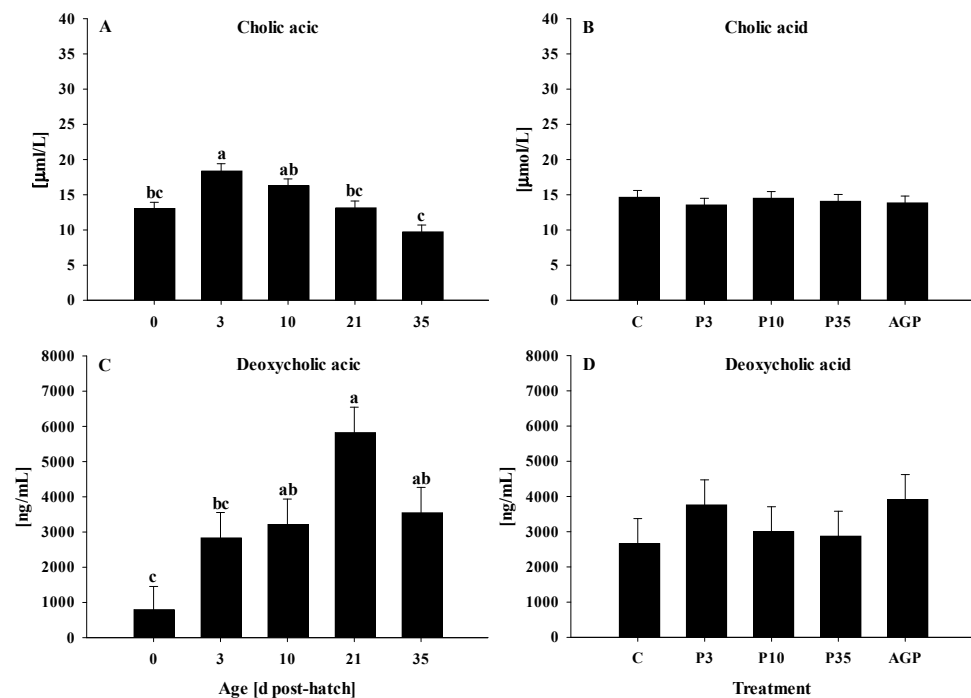 A Cholic acic
40
35
30
25
20
15
10
5
0
[µml/L]
bc a ab bc c
0 3 10 21 35
B Cholic acid
40
35
30
25
20
15
10
5
0
[µmol/L]
C P3 P10 P35 AGP
C Deoxycholic acic
8000
7000
6000
5000
4000
3000
2000
1000
0
[ng/mL]
c bc ab a ab
0 3 10 21 35
Age [d post-hatch]
D Deoxycholic acid
8000
7000
6000
5000
4000
3000
2000
1000
0
[ng/mL]
C P3 P10 P35 AGP
Treatment